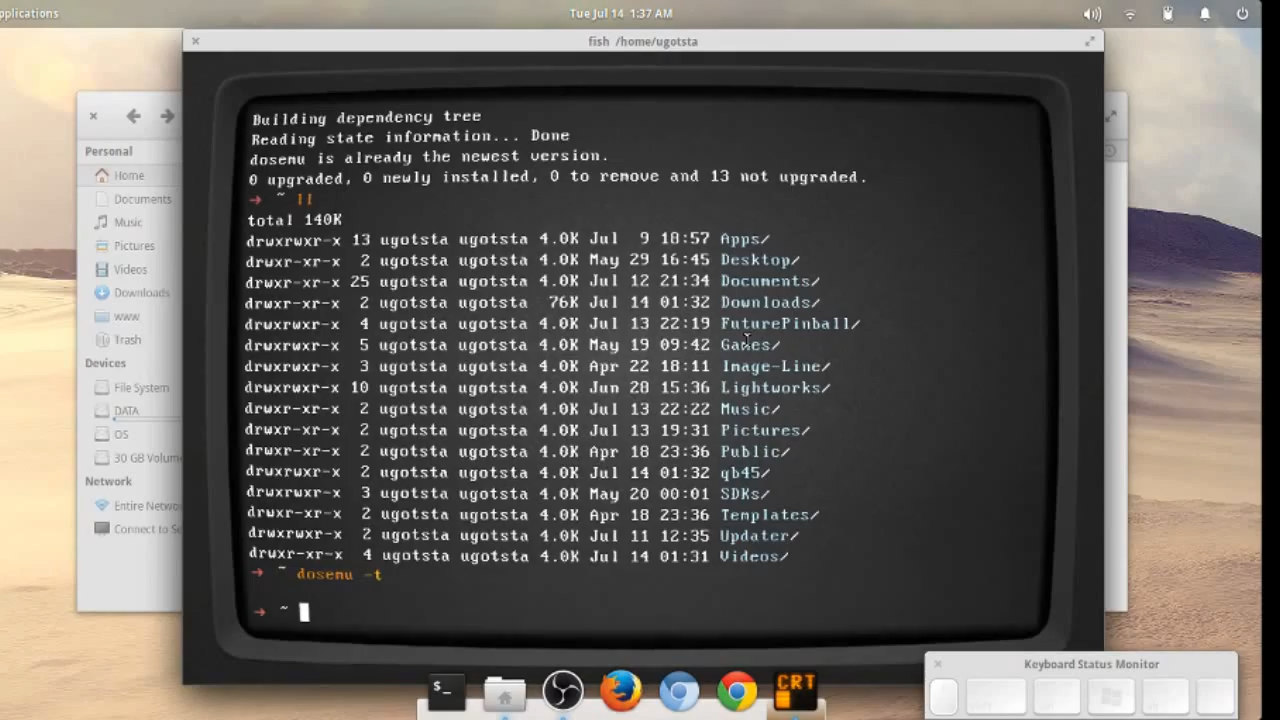 pplications
Tue Jul 14 1:37 AM
fish /home/ugotsta
Personal
Home
Documents
Music
Pictures
Videos
Downloads
www
Trash
Devices
File System
DATA
OS
30 GB Volum
Network
Entire Netwo
Connect to Se
Building dependency tree
Reading state information... Done
dosemu is already the newest version.
0 upgraded, 0 newly installed, 0 to remove and 13 not upgraded.
→ ~ ll
total 140K
drwxrwxr-x 13 ugotsta ugotsta 4.0K Jul 9 18:57 Apps/
drwxr-xr-x 2 ugotsta ugotsta 4.0K May 29 16:45 Desktop/
drwxr-xr-x 25 ugotsta ugotsta 4.0K Jul 12 21:34 Documents/
drwxr-xr-x 2 ugotsta ugotsta 76K Jul 14 01:32 Downloads/
drwxrwxr-x 4 ugotsta ugotsta 4.0K Jul 13 22:19 FuturePinball/
drwxrwxr-x 5 ugotsta ugotsta 4.0K May 19 09:42 Games/
drwxrwxr-x 3 ugotsta ugotsta 4.0K Apr 22 18:11 Image-Line/
drwxrwxr-x 10 ugotsta ugotsta 4.0K Jun 28 15:36 Lightworks/
drwxr-xr-x 2 ugotsta ugotsta 4.0K Jul 13 22:22 Music/
drwxr-xr-x 2 ugotsta ugotsta 4.0K Jul 13 19:31 Pictures/
drwxr-xr-x 2 ugotsta ugotsta 4.0K Apr 18 23:36 Public/
drwxrwxr-x 2 ugotsta ugotsta 4.0K Jul 14 01:32 qb45/
drwxrwxr-x 3 ugotsta ugotsta 4.0K May 20 00:01 SDKs/
drwxr-xr-x 2 ugotsta ugotsta 4.0K Apr 18 23:36 Templates/
drwxrwxr-x 2 ugotsta ugotsta 4.0K Jul 11 12:35 Updater/
drwxr-xr-x 4 ugotsta ugotsta 4.0K Jul 14 01:31 Videos/
→ ~ dosemu -t
→ ~
Keyboard Status Monitor
$_
CRT